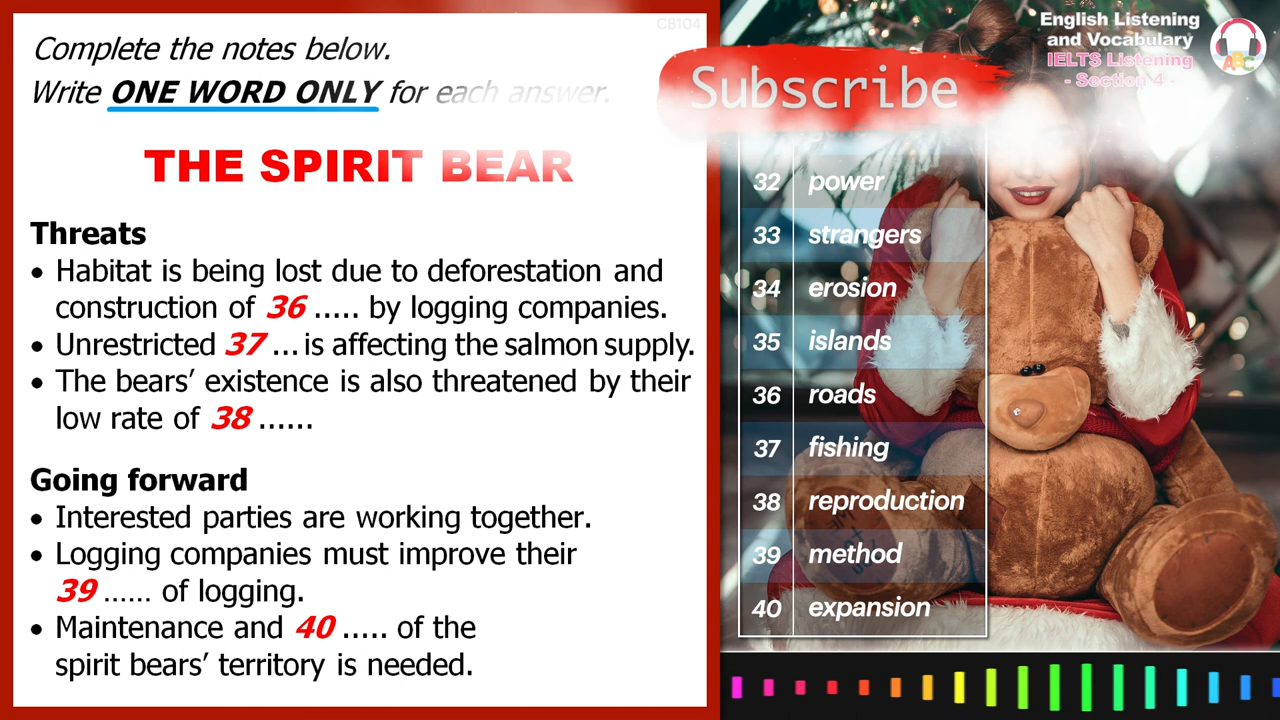 CB104
Complete the notes below.
Write ONE WORD ONLY for each answer.
THE SPIRIT BEAR
Threats
• Habitat is being lost due to deforestation and
construction of 36 ..... by logging companies.
• Unrestricted 37 ... is affecting the salmon supply.
• The bears’ existence is also threatened by their
low rate of 38 ......
Going forward
• Interested parties are working together.
• Logging companies must improve their
39 ...... of logging.
• Maintenance and 40 ..... of the
spirit bears’ territory is needed.
English Listening
and Vocabulary
IELTS Listening
- Section 4 -
ABC
Subscribe
32 power
33 strangers
34 erosion
35 islands
36 roads
37 fishing
38 reproduction
39 method
40 expansion